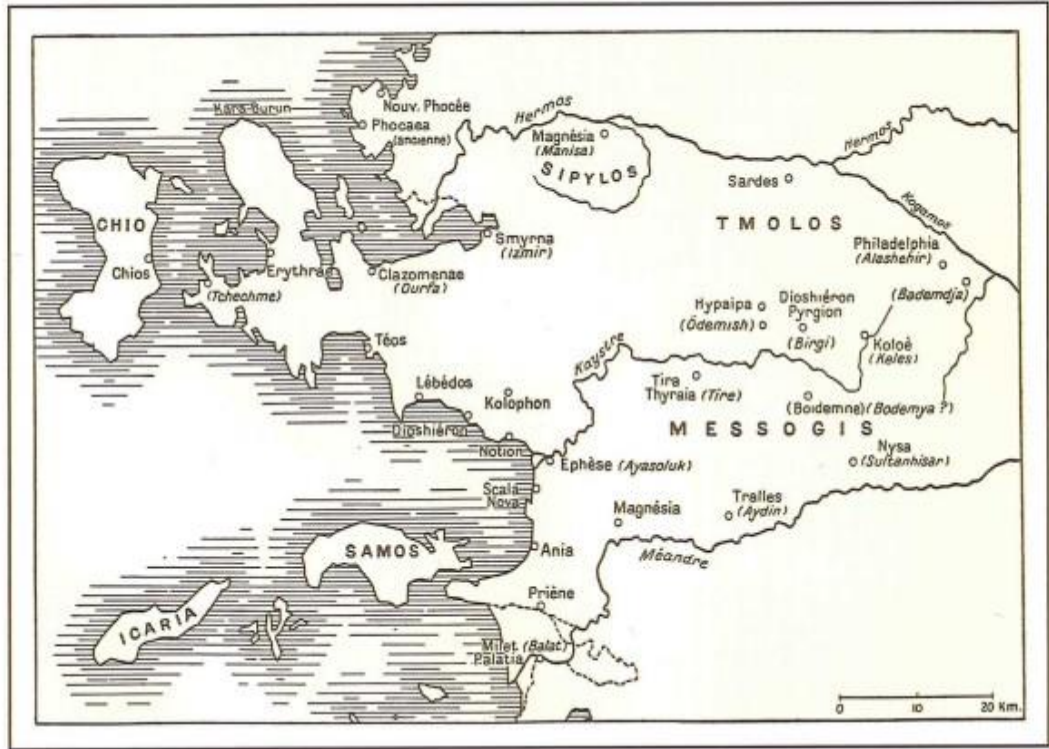 Kara-Burun
Nouv. Phocée
Phocaea
(ancienne)
Hermos
Magnésia
(Manisa)
SIPYLOS
Hermos
Sardes
TMOLOS
Kogamos
Philadelphia
(Alashehir)
(Bademdja)
CHIO
Chios
Erythrae
(Tchechme)
Clazomenae
(Ourfa)
Smyrna
(Izmir)
Hypaipa
(Ödemish)
Dioshiéron
Pyrgion
(Birgi)
Koloê
(Keles)
Téos
Lébédos
Kolophon
Dioshiéron
Notion
Kaystre
Tira
Thyraia (Tire)
(Boidemne) (Bodemya ?)
MESSOGIS
Nysa
(Sultanhisar)
Ephèse (Ayasoluk)
Scala
Nova
Magnésia
Tralles
(Aydin)
Ania
Méandre
SAMOS
ICARIA
Priène
Milet (Balat)
Palatia
0 10 20 Km.